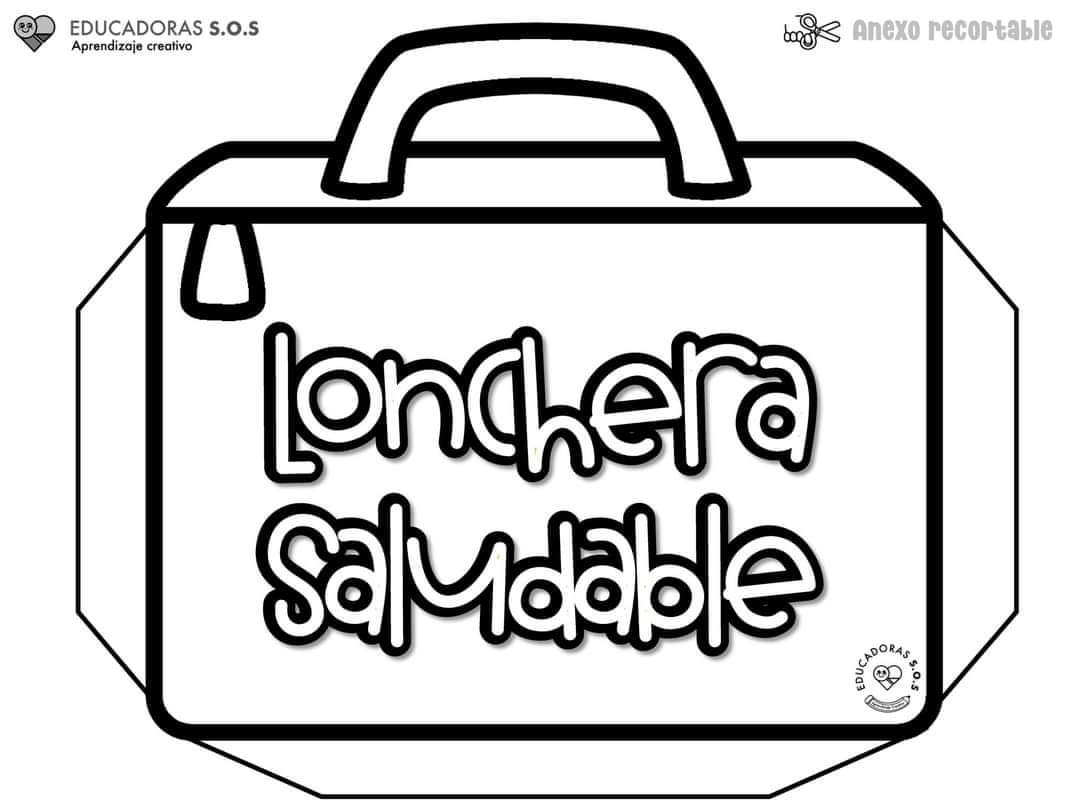 EDUCADORAS S.O.S
Aprendizaje creativo
Anexo recortable
Lonchera
Saludable
EDUCADORAS S.O.S